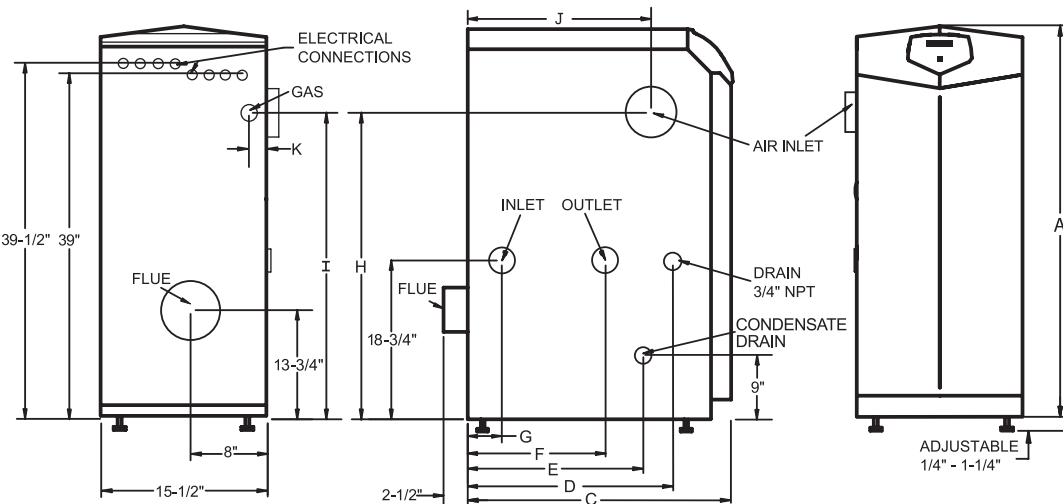 J
ELECTRICAL
CONNECTIONS
GAS
K
AIR INLET
39-1/2"
39"
I
H
A
INLET
OUTLET
FLUE
FLUE
DRAIN
3/4" NPT
18-3/4"
13-3/4"
CONDENSATE
DRAIN
9"
G
F
E
D
C
8"
15-1/2"
2-1/2"
ADJUSTABLE
1/4" - 1-1/4"